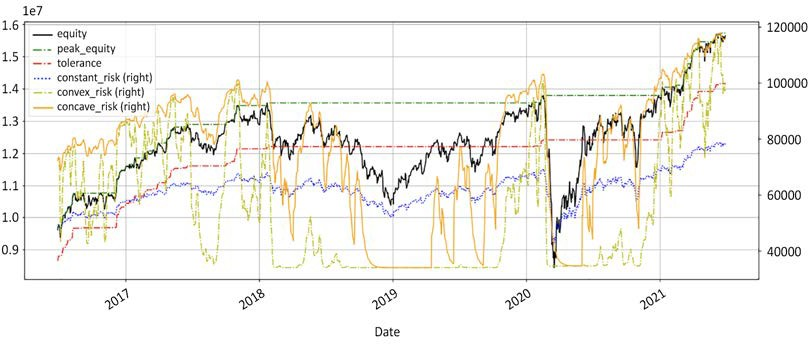 1e7
equity
peak_equity
tolerance
constant_risk (right)
convex_risk (right)
concave_risk (right)
1.6
1.5
1.4
1.3
1.2
1.1
1.0
0.9
120000
100000
80000
60000
40000
2017
2018
2019
2020
2021
Date